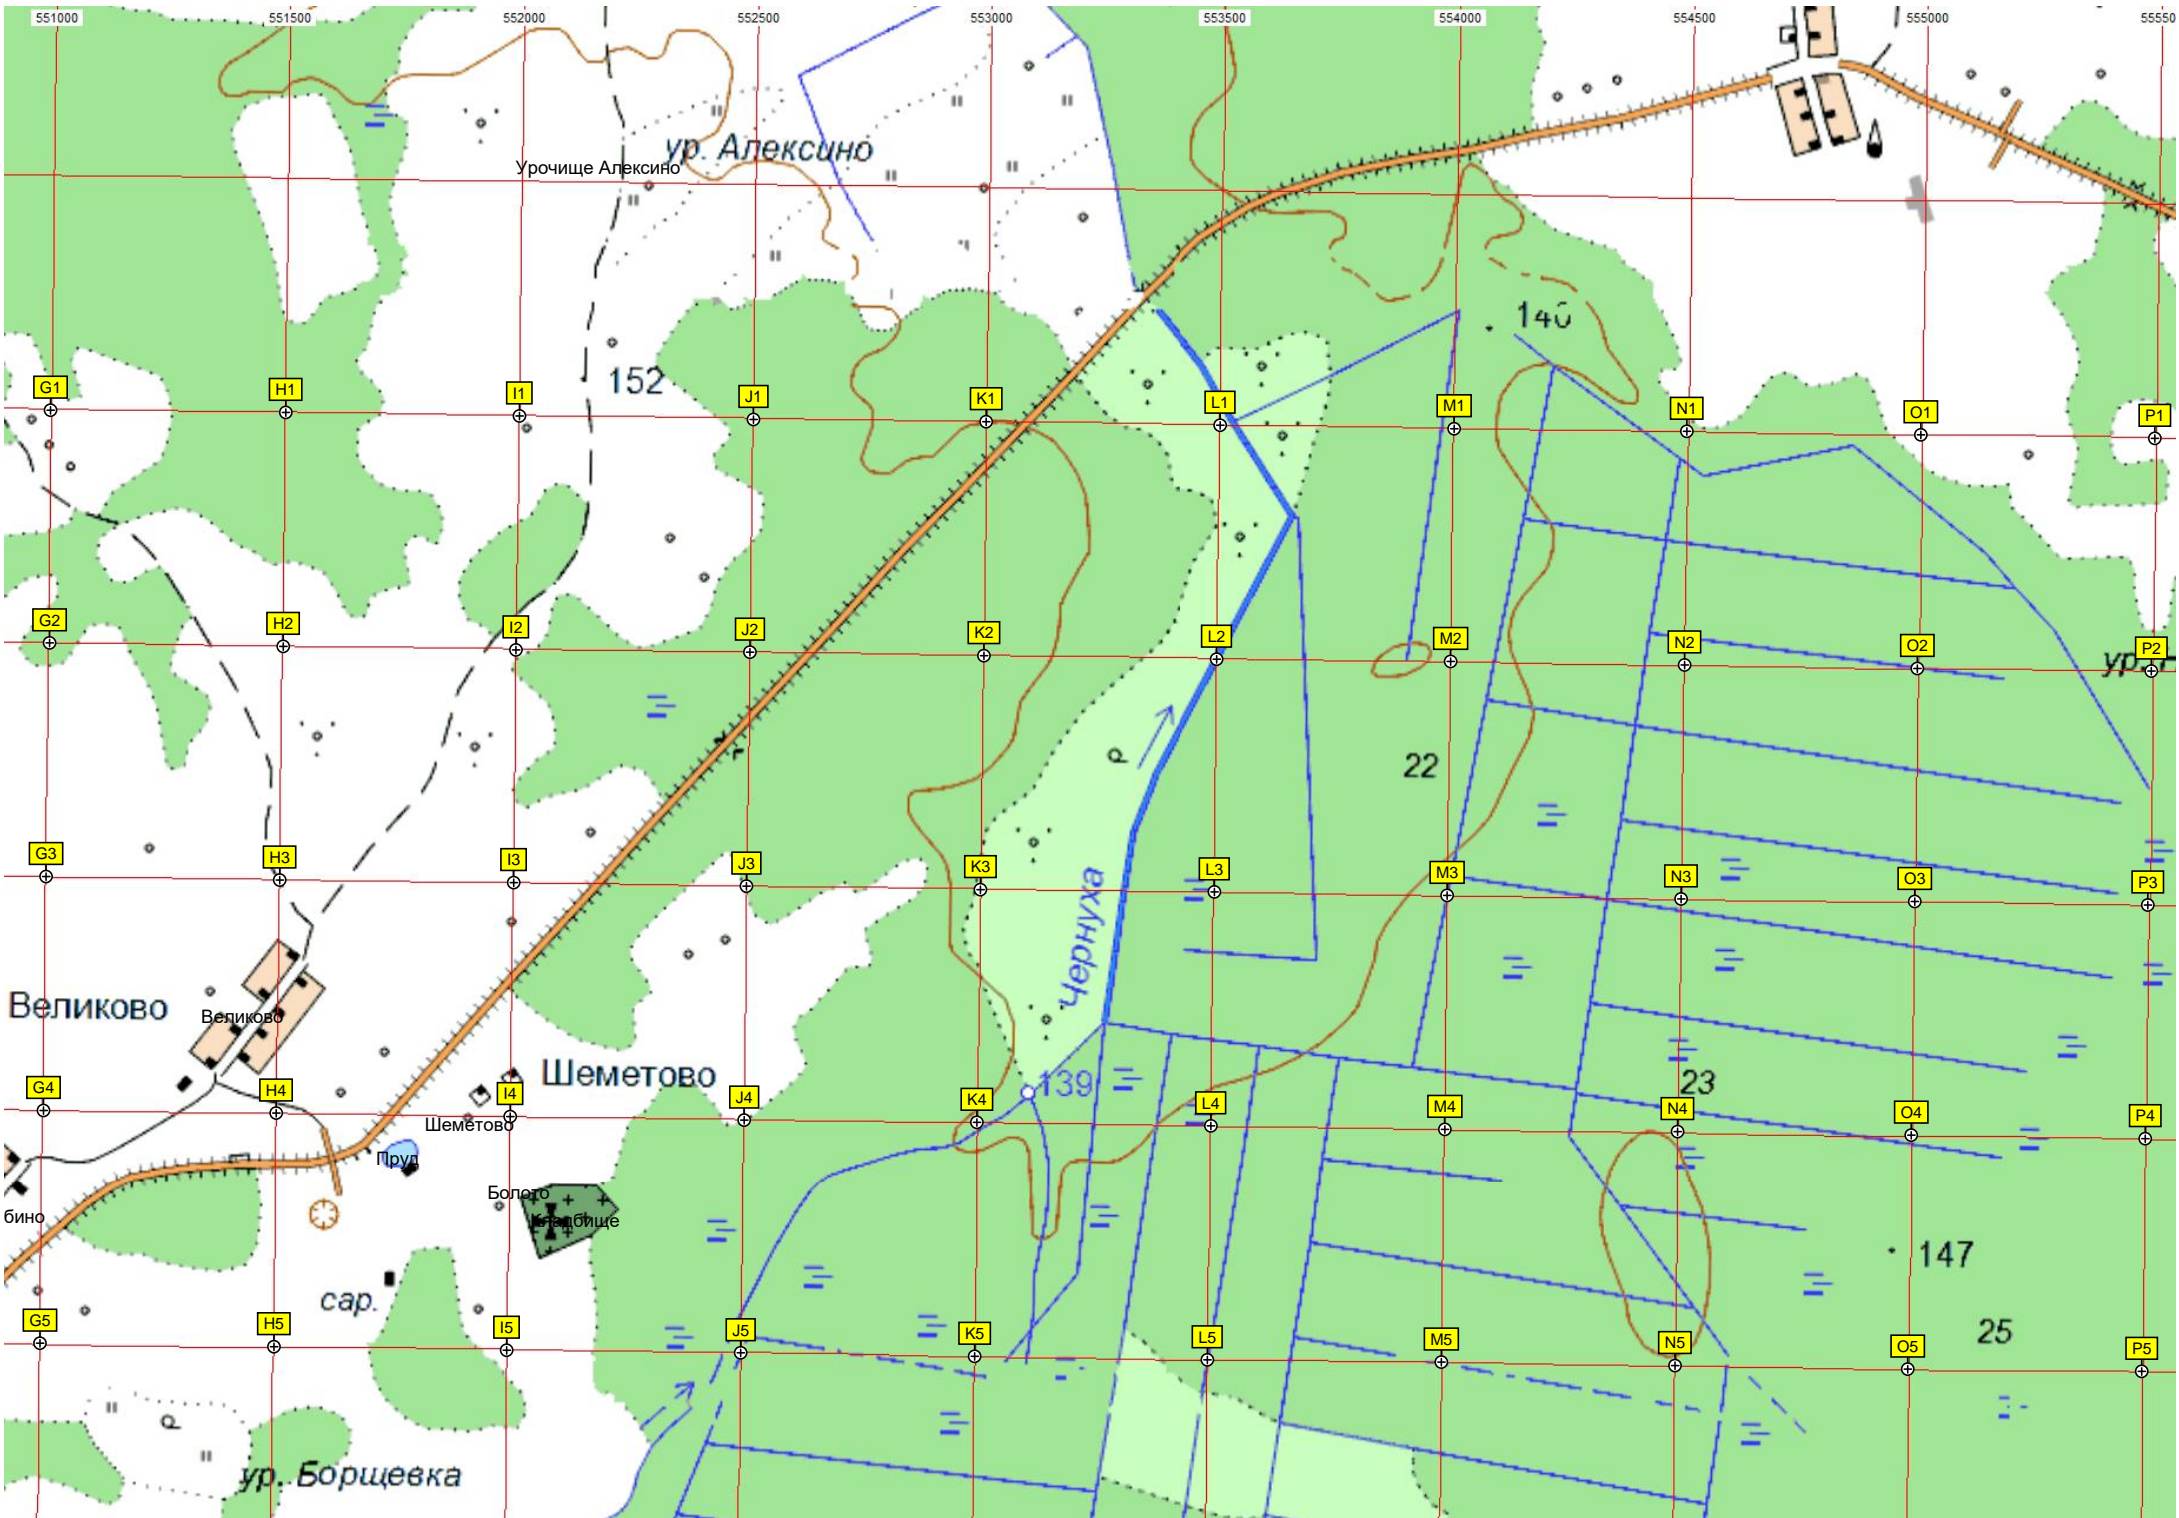 551000 551500 552000 552500 553000 553500 554000 554500 555000
ур. Алексино
Урочище Алексино
140
152
G1 H1 I1 J1 K1 L1 M1 N1 O1 P1
G2 H2 I2 J2 K2 L2 M2 N2 O2 P2
ур.
22
G3 H3 I3 J3 K3 L3 M3 N3 O3 P3
Чернуха
Великово
Великово
Шеметово
139
23
G4 H4 I4 J4 K4 L4 M4 N4 O4 P4
Шеметово
Пруд
Болото
Кладбище
бино
147
сар.
25
G5 H5 I5 J5 K5 L5 M5 N5 O5 P5
ур. Борщевка